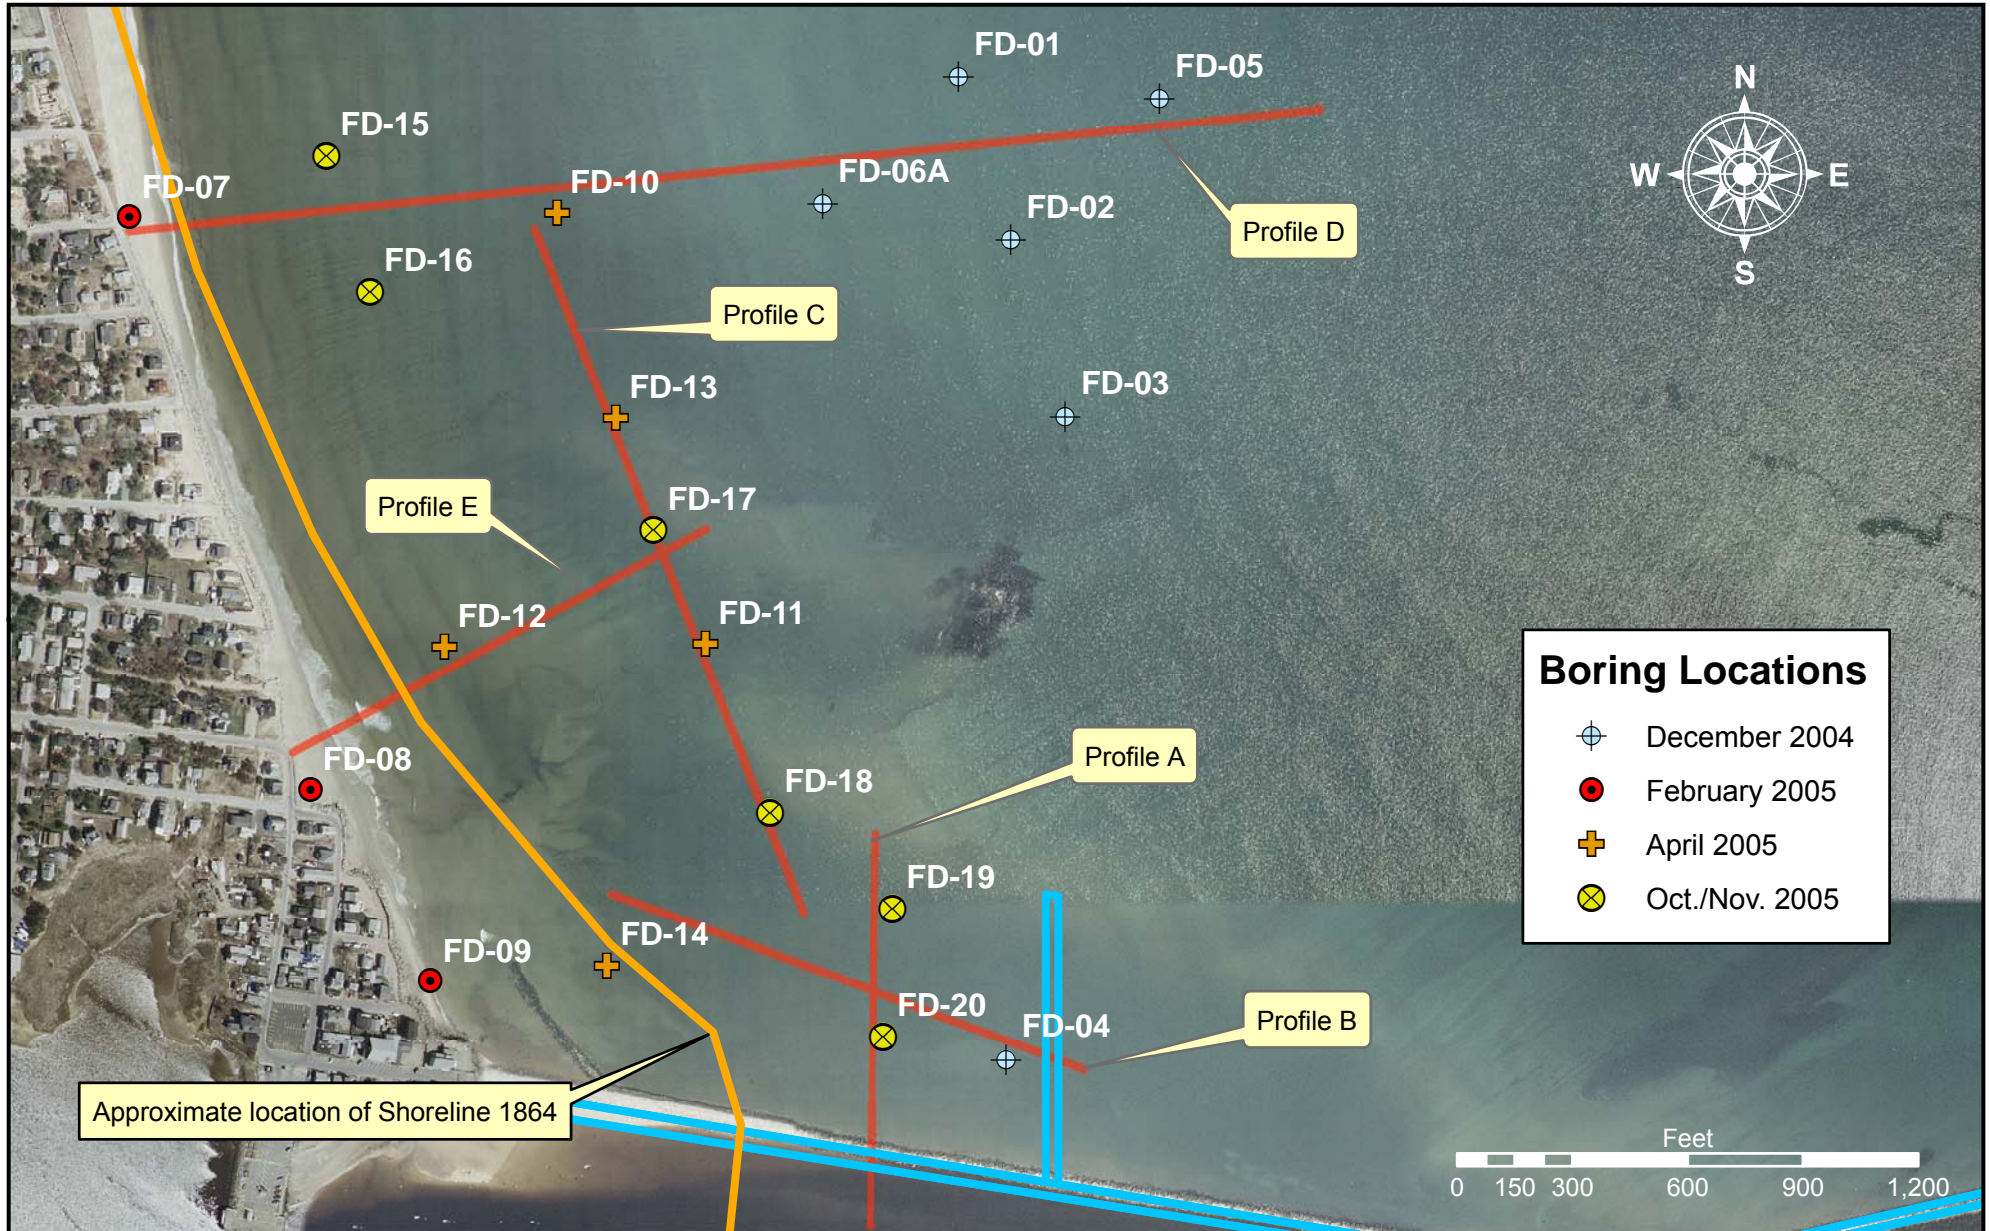 FD-01
FD-05
FD-15
N
FD-07
FD-10
FD-06A
W
E
FD-02
Profile D
FD-16
S
Profile C
FD-13
FD-03
Profile E
FD-17
FD-12
FD-11
Boring Locations
December 2004
February 2005
April 2005
Oct./Nov. 2005
FD-08
Profile A
FD-18
FD-19
FD-14
FD-09
FD-20
FD-04
Profile B
Approximate location of Shoreline 1864
Feet
0 150 300 600 900 1,200